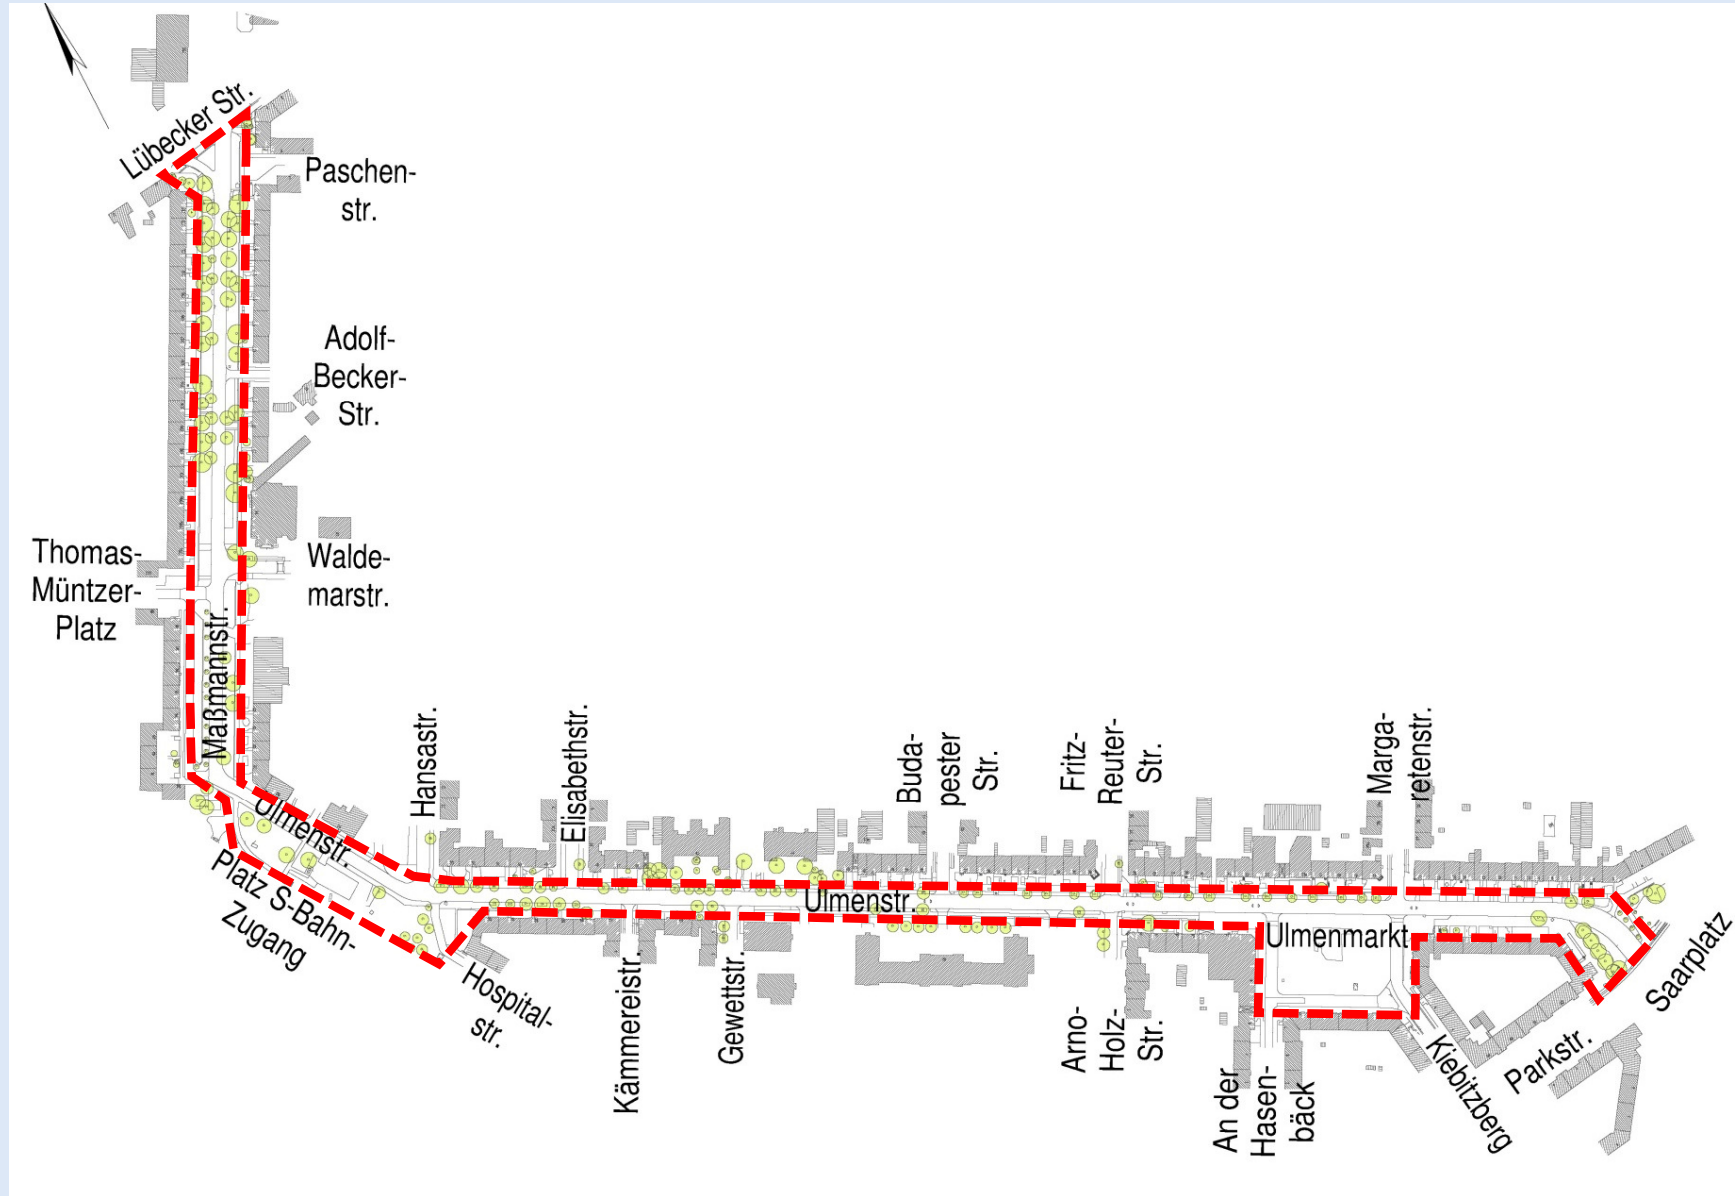 Lübecker Str.
Paschen-
str.
Adolf-
Becker-
Str.
Thomas-
Müntzer-
Platz
Walde-
marstr.
Maßmannstr.
Ulmenstr.
Platz S-Bahn-
Zugang
Hansastr.
Elisabethstr.
Hospital-
str.
Kämmereistr.
Gewettstr.
Buda-
pester
Str.
Ulmenstr.
Fritz-
Reuter-
Str.
Arno-
Holz-
Str.
Marga-
retenstr.
Ulmenmarkt
An der
Hasen-
bäck
Kiebitzberg
Parkstr.
Saarplatz